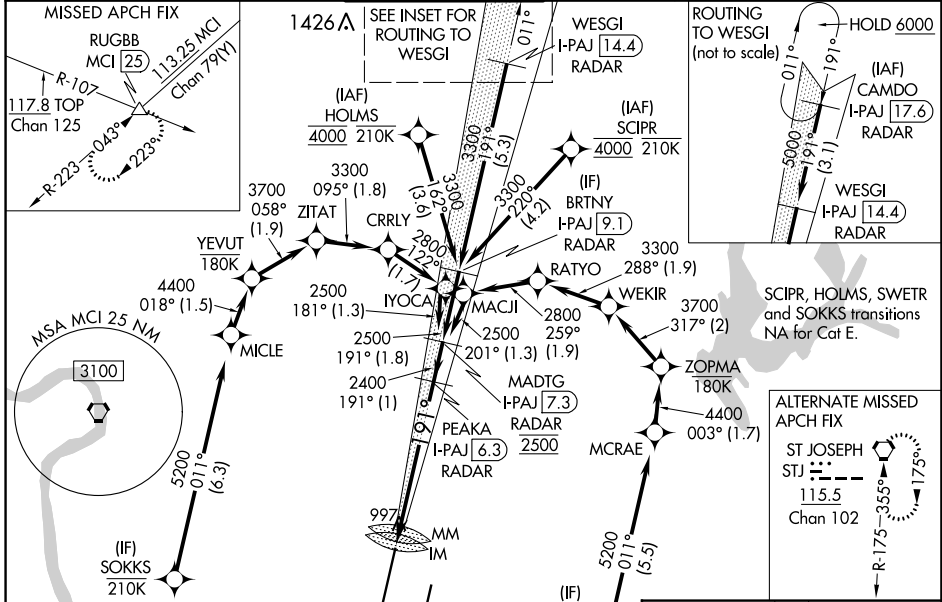 MISSED APCH FIX
RUGBB
MCI 25
113.25 MCI
Chan 79(Y)
R-107
117.8 TOP
Chan 125
R-223
043°
223°
1426
SEE INSET FOR
ROUTING TO
WESGI
011°
WESGI
I-PAJ 14.4
RADAR
ROUTING
TO WESGI
(not to scale)
HOLD 6000
011°
191°
(IAF)
CAMDO
I-PAJ 17.6
RADAR
5000
191°
(3.1)
WESGI
I-PAJ 14.4
RADAR
(IAF)
HOLMS
4000 210K
3300
191°
(5.3)
(IAF)
SCIPR
4000 210K
3300
162°
(3.6)
3300
220°
(4.2)
(IF)
BRTNY
I-PAJ 9.1
RADAR
3300
095° (1.8)
3700
058°
(1.9)
ZITAT
CRRLY
YEVUT
180K
2800
122°
(1.7)
4400
018° (1.5)
MICLE
2500
181° (1.3)
IYOCA
MACJI
RATYO
3300
288° (1.9)
WEKIR
2800
259°
(1.9)
3700
317° (2)
2500
191° (1.8)
2500
201° (1.3)
2400
191° (1)
MADTG
I-PAJ 7.3
RADAR
2500
ZOPMA
180K
PEAKA
I-PAJ 6.3
RADAR
191°
4400
003° (1.7)
MCRAE
SCIPR, HOLMS, SWETR
and SOKKS transitions
NA for Cat E.
MSA MCI 25 NM
3100
5200
011°
(6.3)
(IF)
SOKKS
210K
997
MM
IM
5200
011°
(5.5)
(IF)
ALTERNATE MISSED
APCH FIX
ST JOSEPH
STJ
115.5
Chan 102
175°
R-175
355°